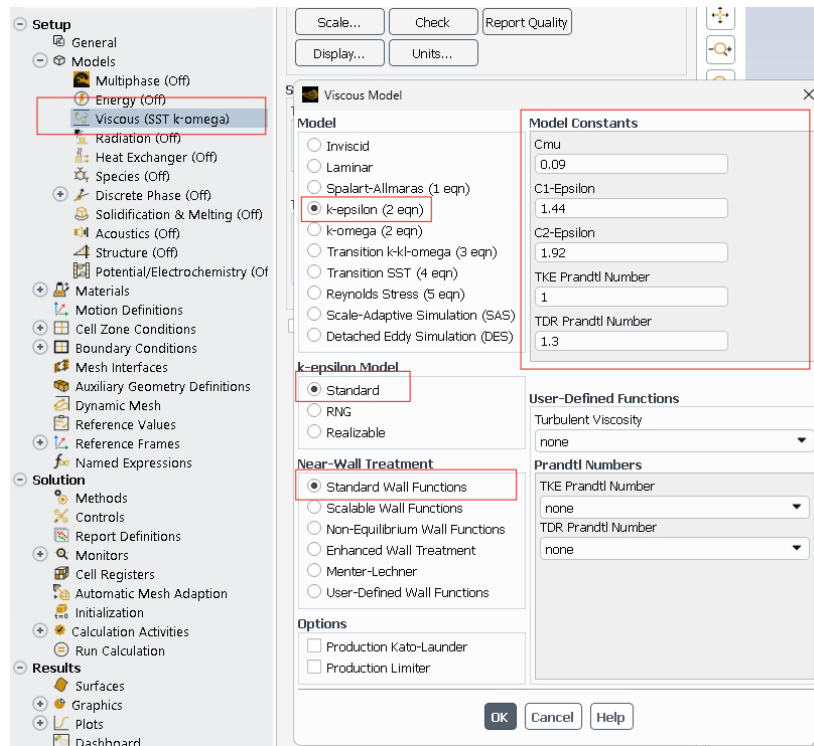 Setup
General
Models
Multiphase (Off)
Energy (Off)
Viscous (SST k-omega)
Radiation (Off)
Heat Exchanger (Off)
Species (Off)
Discrete Phase (Off)
Solidification & Melting (Off)
Acoustics (Off)
Structure (Off)
Potential/Electrochemistry (Of
Materials
Motion Definitions
Cell Zone Conditions
Boundary Conditions
Mesh Interfaces
Auxiliary Geometry Definitions
Dynamic Mesh
Reference Values
Reference Frames
Named Expressions
Solution
Methods
Controls
Report Definitions
Monitors
Cell Registers
Automatic Mesh Adaption
Initialization
Calculation Activities
Run Calculation
Results
Surfaces
Graphics
Plots
Dashboard
Scale... Check Report Quality
Display... Units...
Viscous Model
Model
Inviscid
Laminar
Spalart-Allmaras (1 eqn)
k-epsilon (2 eqn)
k-omega (2 eqn)
Transition k-kl-omega (3 eqn)
Transition SST (4 eqn)
Reynolds Stress (5 eqn)
Scale-Adaptive Simulation (SAS)
Detached Eddy Simulation (DES)
k-epsilon Model
Standard
RNG
Realizable
Near-Wall Treatment
Standard Wall Functions
Scalable Wall Functions
Non-Equilibrium Wall Functions
Enhanced Wall Treatment
Menter-Lechner
User-Defined Wall Functions
Options
Production Kato-Launder
Production Limiter
Model Constants
Cmu
0.09
C1-Epsilon
1.44
C2-Epsilon
1.92
TKE Prandtl Number
1
TDR Prandtl Number
1.3
User-Defined Functions
Turbulent Viscosity
none
Prandtl Numbers
TKE Prandtl Number
none
TDR Prandtl Number
none
OK Cancel Help